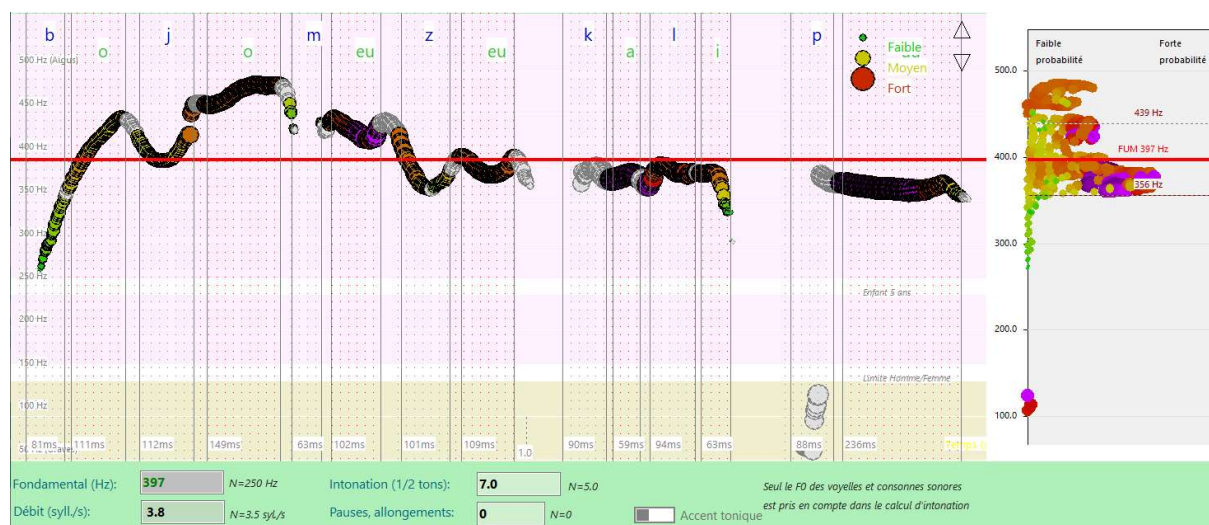 b o j o m eu z eu k a l i p
Faible
Moyen
Fort
500 Hz (Aigus)
450 Hz
400 Hz
350 Hz
300 Hz
250 Hz
200 Hz
150 Hz
100 Hz
Enfant 5 ans
Limite Homme/Femme
81ms 111ms 112ms 149ms 63ms 102ms 101ms 109ms 1.0 90ms 59ms 94ms 63ms 88ms 236ms
Faible probabilité
Forte probabilité
500.0
439 Hz
400.0
FUM 397 Hz
356 Hz
300.0
200.0
100.0
Fondamental (Hz): 397 N=250 Hz
Intonation (1/2 tons): 7.0 N=5.0
Seul le F0 des voyelles et consonnes sonores
est pris en compte dans le calcul d'intonation
Débit (syll./s): 3.8 N=3.5 syl./s
Pauses, allongements: 0 N=0
Accent tonique